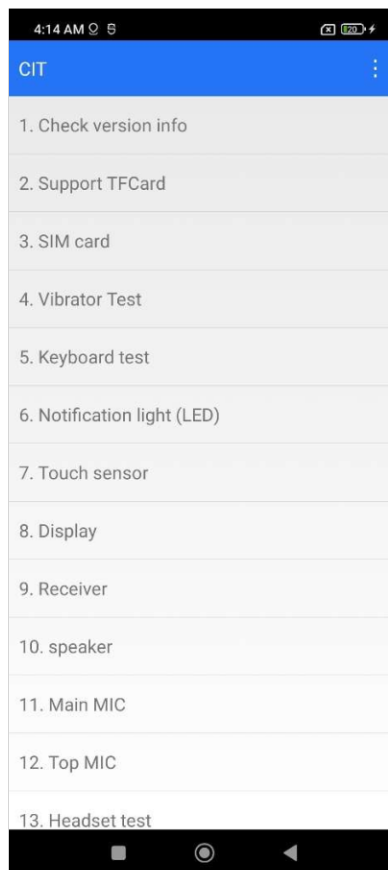 4:14 AM
20
CIT
1. Check version info
2. Support TFCard
3. SIM card
4. Vibrator Test
5. Keyboard test
6. Notification light (LED)
7. Touch sensor
8. Display
9. Receiver
10. speaker
11. Main MIC
12. Top MIC
13. Headset test